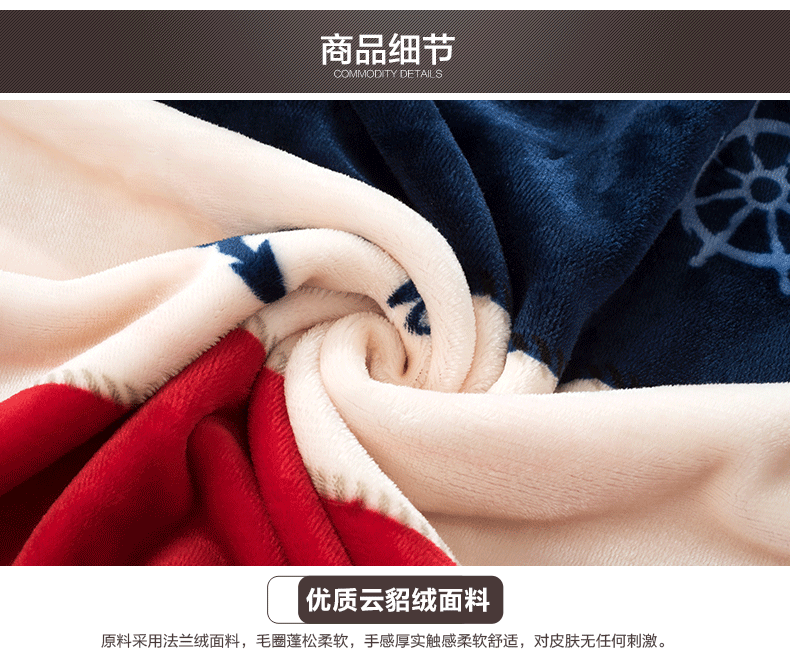 商品细节
COMMODITY DETAILS
优质云貂绒面料
原料采用法兰绒面料，毛圈蓬松柔软，手感厚实触感柔软舒适，对皮肤无任何刺激。